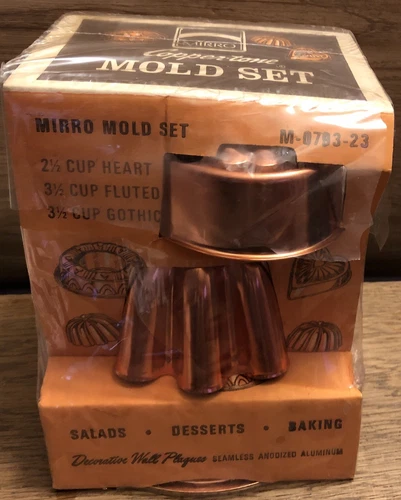 MIRRO
Coppertone
MOLD SET
MIRRO MOLD SET
M-0793-23
2½ CUP HEART
3½ CUP FLUTED
3½ CUP GOTHIC
SALADS • DESSERTS • BAKING
Decorative Wall Plaques SEAMLESS ANODIZED ALUMINUM